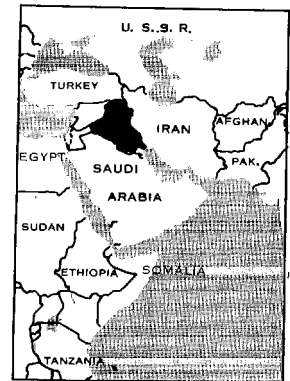 U. S. S. R.
TURKEY
IRAN
AFGHAN.
EGYPT
SAUDI
ARABIA
PAK.
SUDAN
ETHIOPIA
SOMALIA
TANZANIA